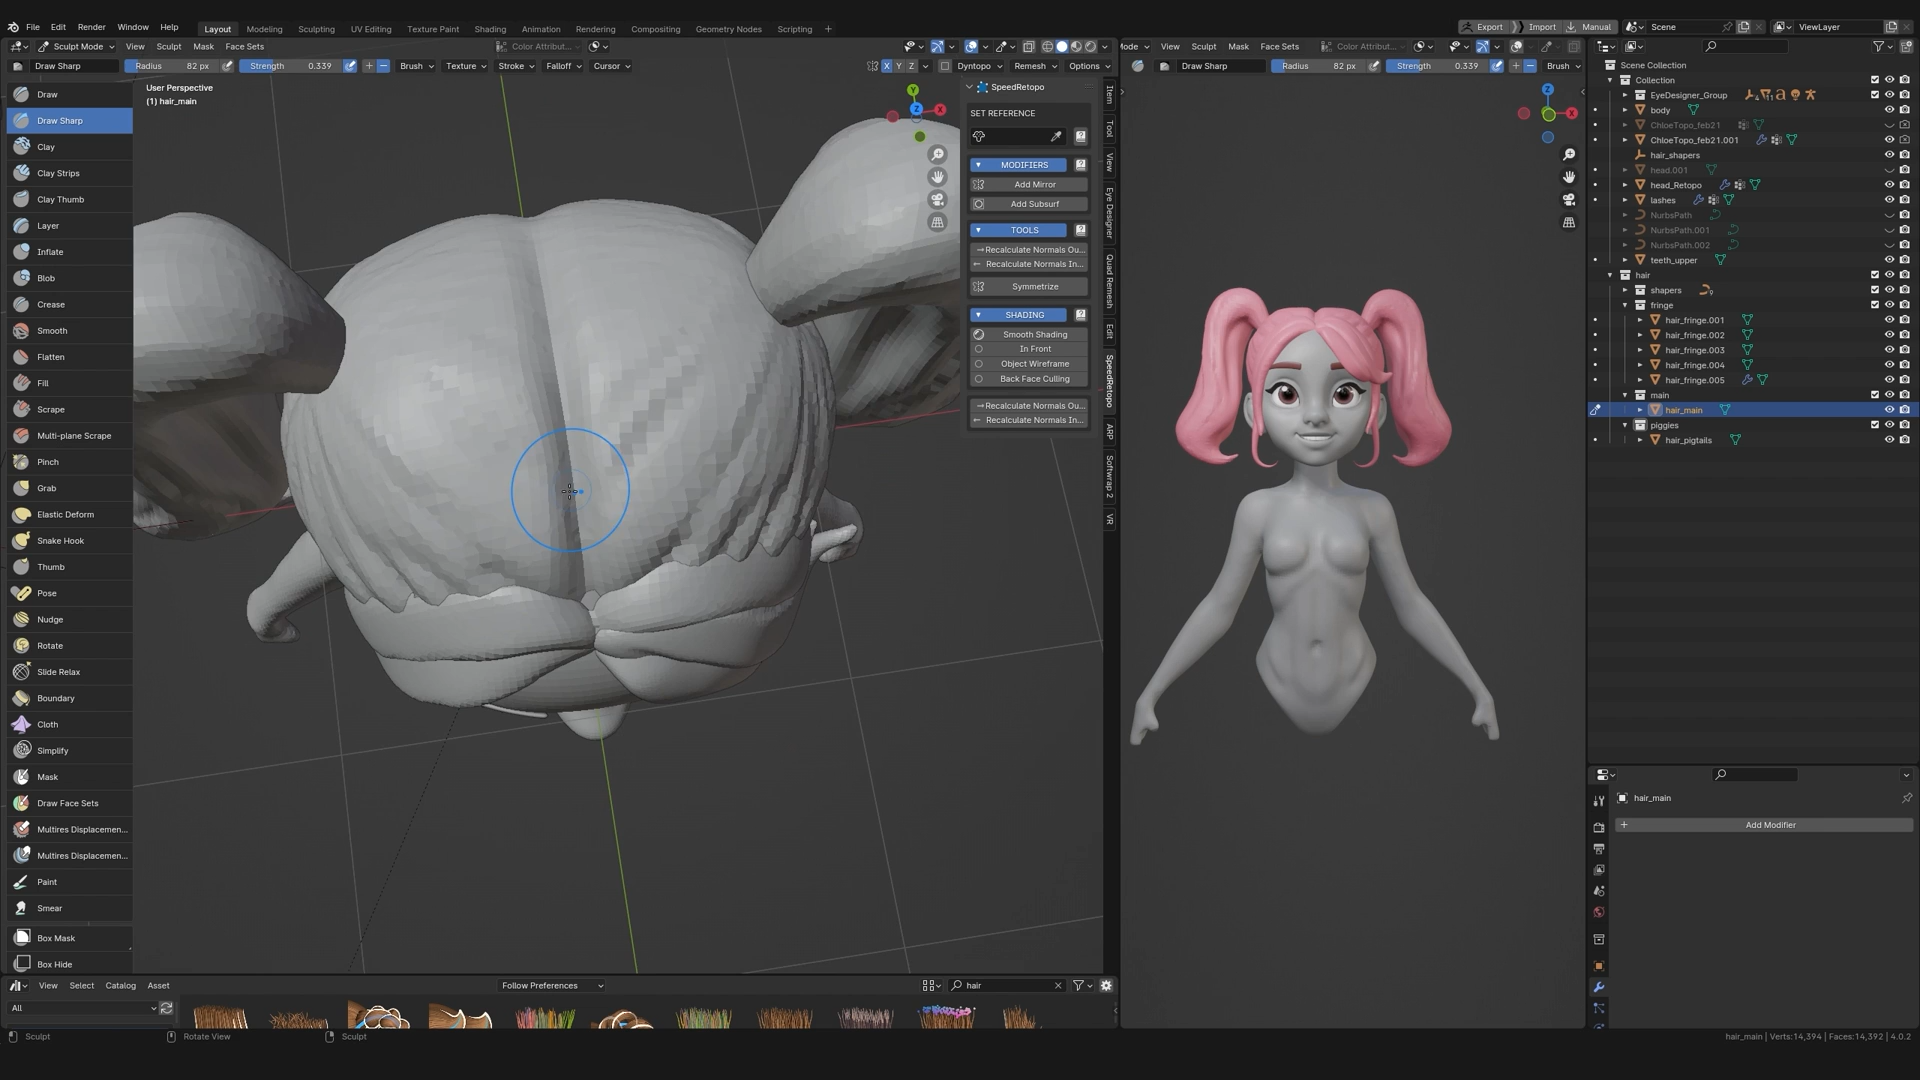 File Edit Render Window Help Layout Modeling Sculpting UV Editing Texture Paint Shading Animation Rendering Compositing Geometry Nodes Scripting + Export Import Manual Scene ViewLayer
Sculpt Mode View Sculpt Mask Face Sets Color Attribut...
Draw Sharp Radius 82 px Strength 0.339 Brush Texture Stroke Falloff Cursor X Y Z Dyntopo Remesh Options
Draw
Draw Sharp
Clay
Clay Strips
Clay Thumb
Layer
Inflate
Blob
Crease
Smooth
Flatten
Fill
Scrape
Multi-plane Scrape
Pinch
Grab
Elastic Deform
Snake Hook
Thumb
Pose
Nudge
Rotate
Slide Relax
Boundary
Cloth
Simplify
Mask
Draw Face Sets
Multires Displacemen...
Multires Displacemen...
Paint
Smear
Box Mask
Box Hide
User Perspective
(1) hair_main
Y
Z
X
SpeedRetopo
SET REFERENCE
MODIFIERS
Add Mirror
Add Subsurf
TOOLS
Recalculate Normals Ou...
Recalculate Normals In...
Symmetrize
SHADING
Smooth Shading
In Front
Object Wireframe
Back Face Culling
Recalculate Normals Ou...
Recalculate Normals In...
Item
Tool
View
Eye Designer
Quad Remesh
Edit
SpeedRetopo
ARP
Softwrap 2
VR
Mode View Sculpt Mask Face Sets Color Attribut...
Draw Sharp Radius 82 px Strength 0.339 Brush
Z
X
Scene Collection
Collection
EyeDesigner_Group
body
ChloeTopo_feb21
ChloeTopo_feb21.001
hair_shapers
head.001
head_Retopo
lashes
NurbsPath
NurbsPath.001
NurbsPath.002
teeth_upper
hair
shapers
fringe
hair_fringe.001
hair_fringe.002
hair_fringe.003
hair_fringe.004
hair_fringe.005
main
hair_main
piggies
hair_pigtails
hair_main
+ Add Modifier
View Select Catalog Asset Follow Preferences hair
All
Sculpt Rotate View Sculpt hair_main | Verts:14,394 | Faces:14,392 | 4.0.2